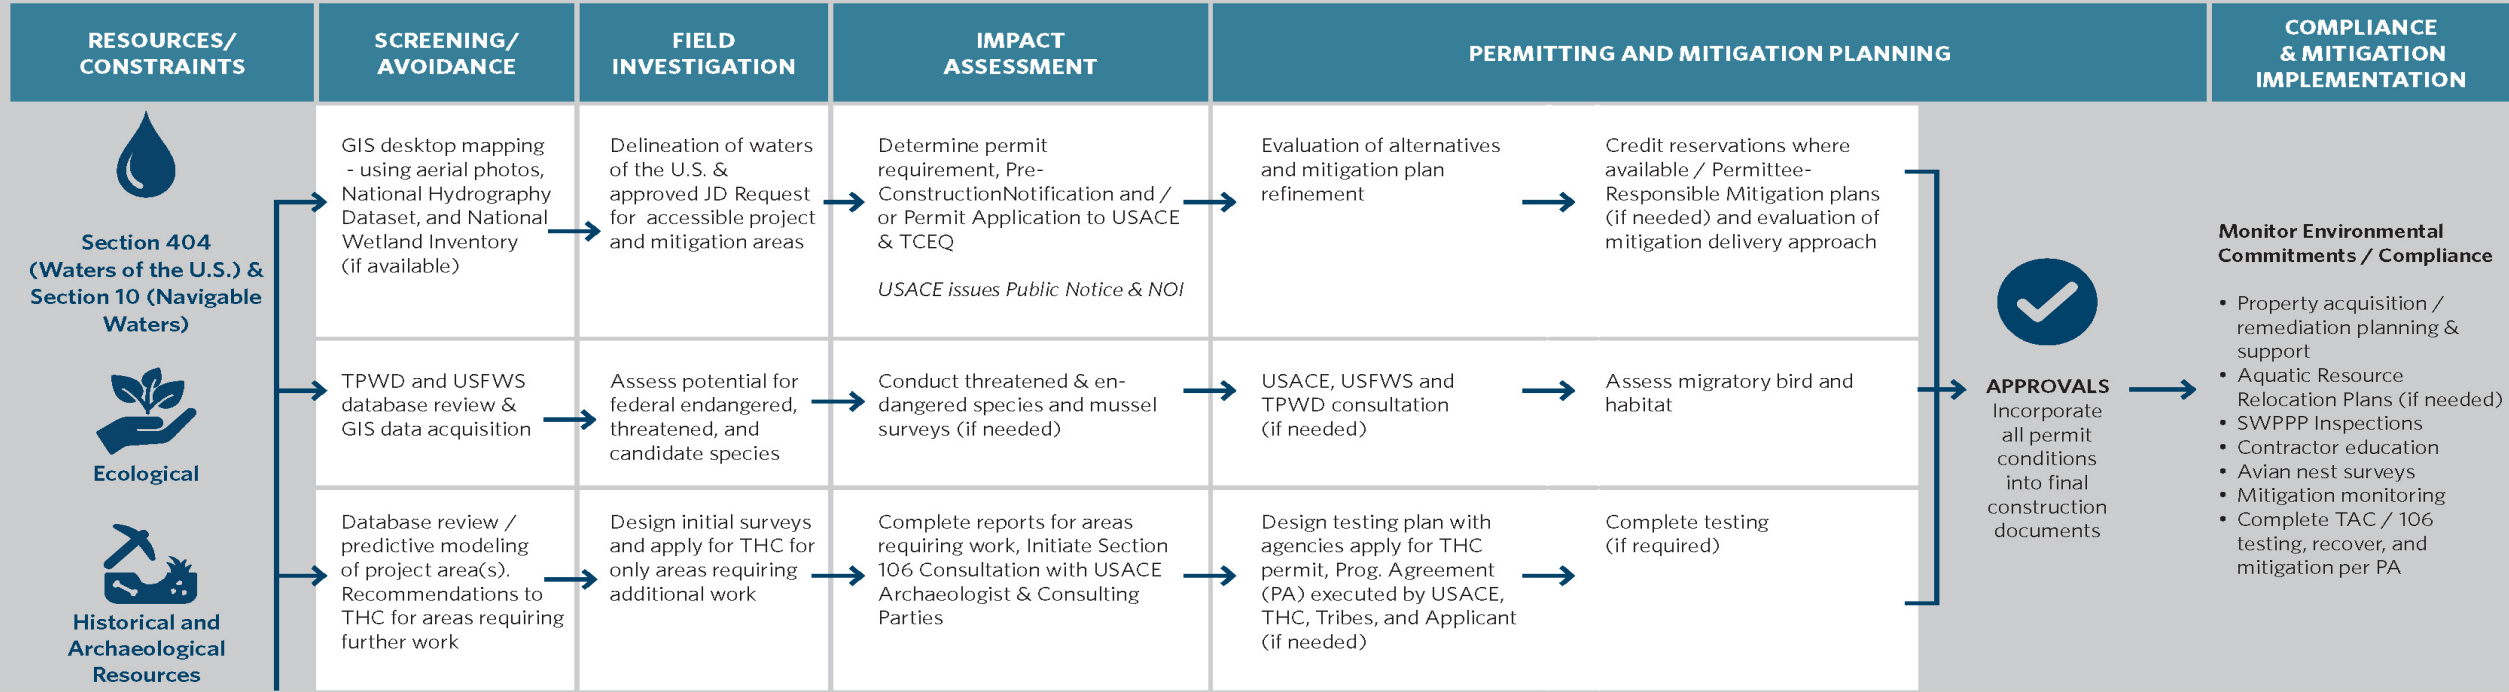 RESOURCES/
CONSTRAINTS
SCREENING/
AVOIDANCE
FIELD
INVESTIGATION
IMPACT
ASSESSMENT
PERMITTING AND MITIGATION PLANNING
COMPLIANCE
& MITIGATION
IMPLEMENTATION
Section 404
(Waters of the U.S.) &
Section 10 (Navigable
Waters)
GIS desktop mapping
- using aerial photos,
National Hydrography
Dataset, and National
Wetland Inventory
(if available)
Delineation of waters
of the U.S. &
approved JD Request
for accessible project
and mitigation areas
Determine permit
requirement, Pre-
ConstructionNotification and /
or Permit Application to USACE
& TCEQ
USACE issues Public Notice & NOI
Evaluation of alternatives
and mitigation plan
refinement
Credit reservations where
available / Permittee-
Responsible Mitigation plans
(if needed) and evaluation of
mitigation delivery approach
Ecological
TPWD and USFWS
database review &
GIS data acquisition
Assess potential for
federal endangered,
threatened, and
candidate species
Conduct threatened & en-
dangered species and mussel
surveys (if needed)
USACE, USFWS and
TPWD consultation
(if needed)
Assess migratory bird and
habitat
Historical and
Archaeological
Resources
Database review /
predictive modeling
of project area(s).
Recommendations to
THC for areas requiring
further work
Design initial surveys
and apply for THC for
only areas requiring
additional work
Complete reports for areas
requiring work, Initiate Section
106 Consultation with USACE
Archaeologist & Consulting
Parties
Design testing plan with
agencies apply for THC
permit, Prog. Agreement
(PA) executed by USACE,
THC, Tribes, and Applicant
(if needed)
Complete testing
(if required)
APPROVALS
Incorporate
all permit
conditions
into final
construction
documents
Monitor Environmental
Commitments / Compliance
• Property acquisition /
remediation planning &
support
• Aquatic Resource
Relocation Plans (if needed)
• SWPPP Inspections
• Contractor education
• Avian nest surveys
• Mitigation monitoring
• Complete TAC / 106
testing, recover, and
mitigation per PA